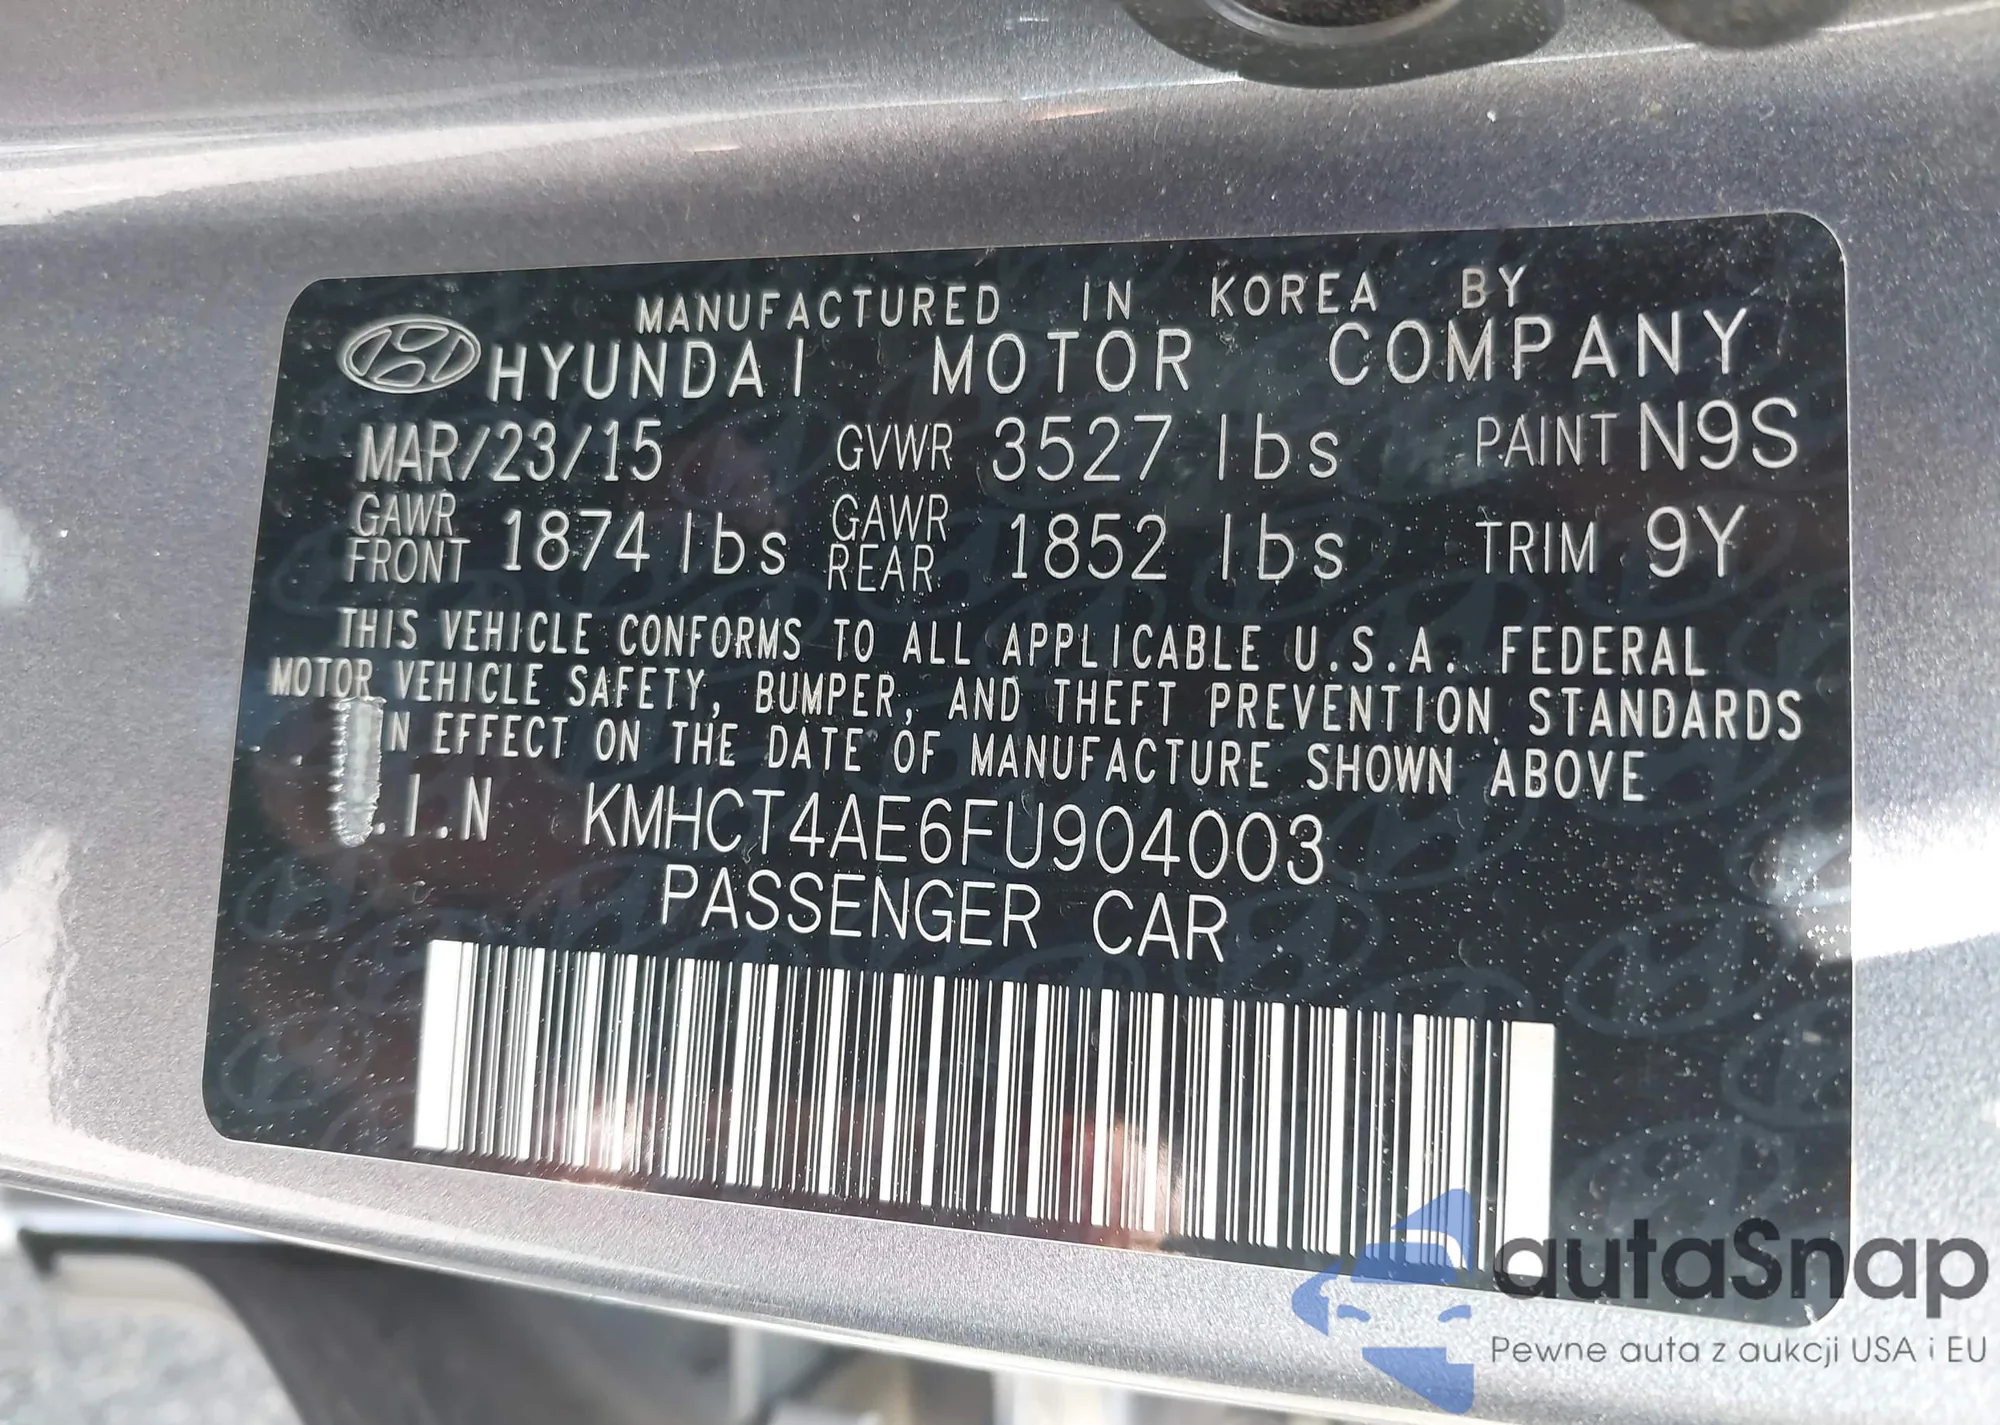 MANUFACTURED IN KOREA BY
HYUNDAI MOTOR COMPANY
MAR/23/15 GVWR 3527 lbs PAINT N9S
GAWR FRONT 1874 lbs GAWR REAR 1852 lbs TRIM 9Y
THIS VEHICLE CONFORMS TO ALL APPLICABLE U.S.A. FEDERAL
MOTOR VEHICLE SAFETY, BUMPER, AND THEFT PREVENTION STANDARDS
IN EFFECT ON THE DATE OF MANUFACTURE SHOWN ABOVE
.I.N KMHCT4AE6FU904003
PASSENGER CAR
autaSnap
Pewne auta z aukcji USA i EU